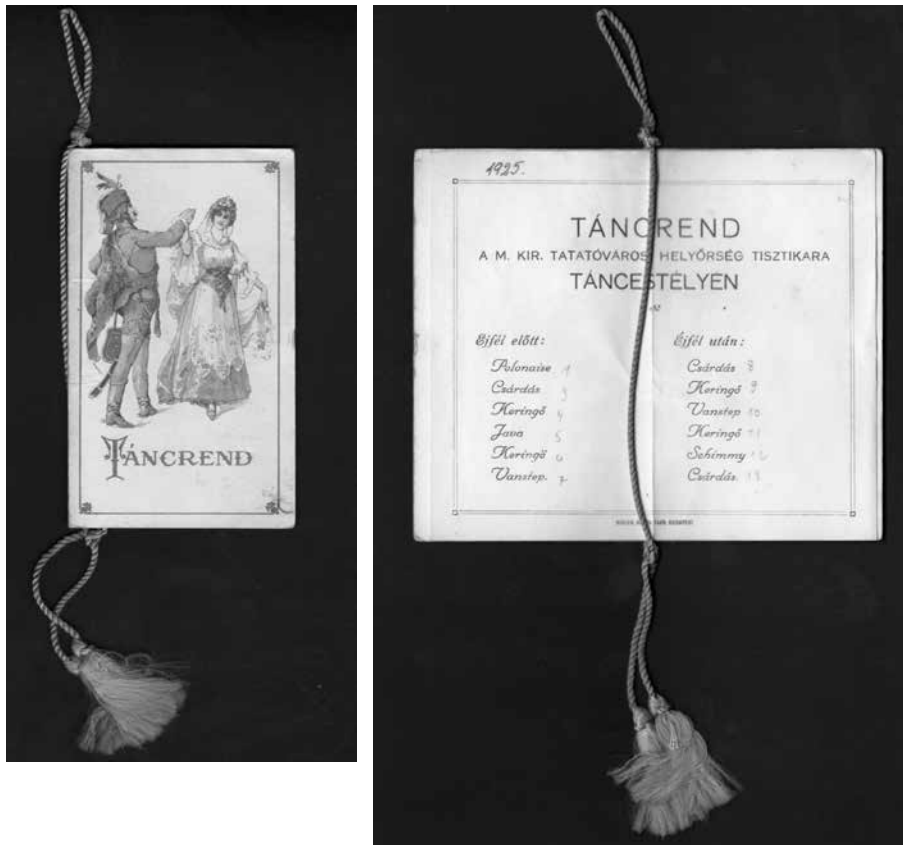 TÁNCREND
1925.
TÁNCREND
A M. KIR. TATATÓVÁROSI HELYŐRSÉG TISZTIKARA
TÁNCESTÉLYEN
Éjfél előtt:
Polonaise 1
Csárdás 3
Keringő 4
Java 5
Keringő 6
Vanstep. 7
Éjfél után:
Csárdás 8
Keringő 9
Vanstep 10
Keringő 11
Schimmy 12
Csárdás. 13
BUDAPEST